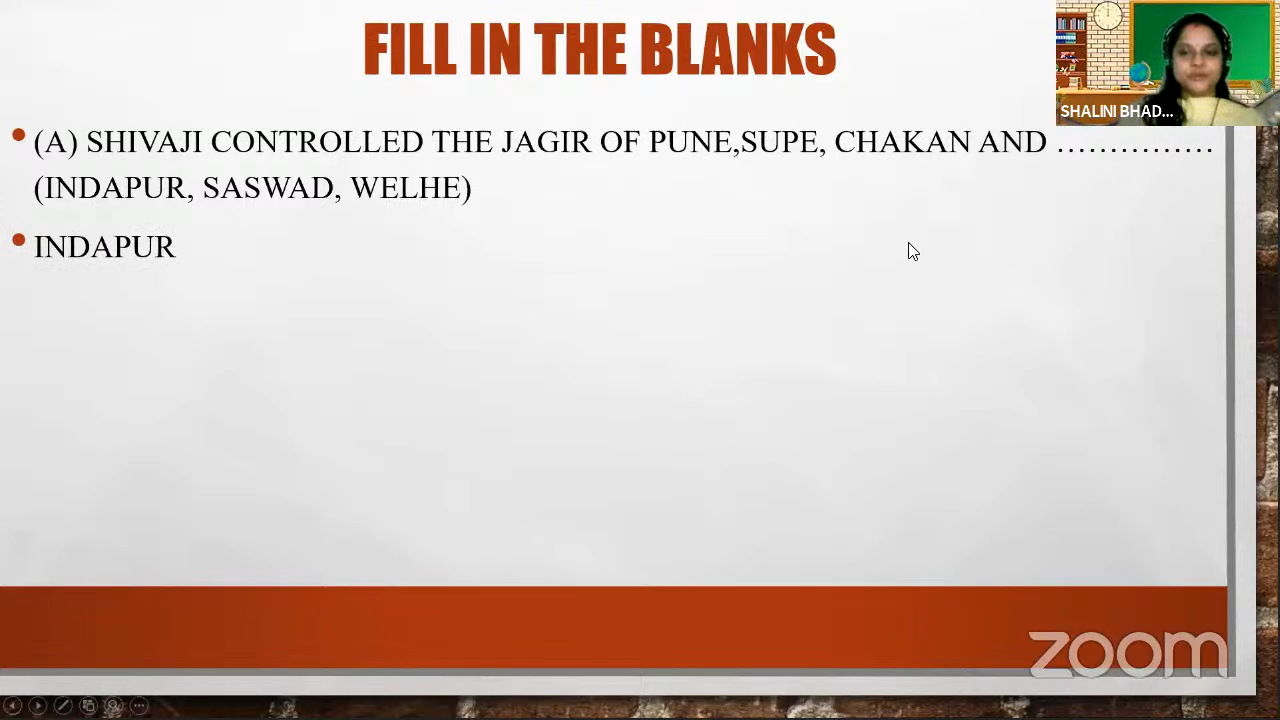 FILL IN THE BLANKS
SHALINI BHAD...
(A) SHIVAJI CONTROLLED THE JAGIR OF PUNE,SUPE, CHAKAN AND ...............
(INDAPUR, SASWAD, WELHE)
INDAPUR
zoom